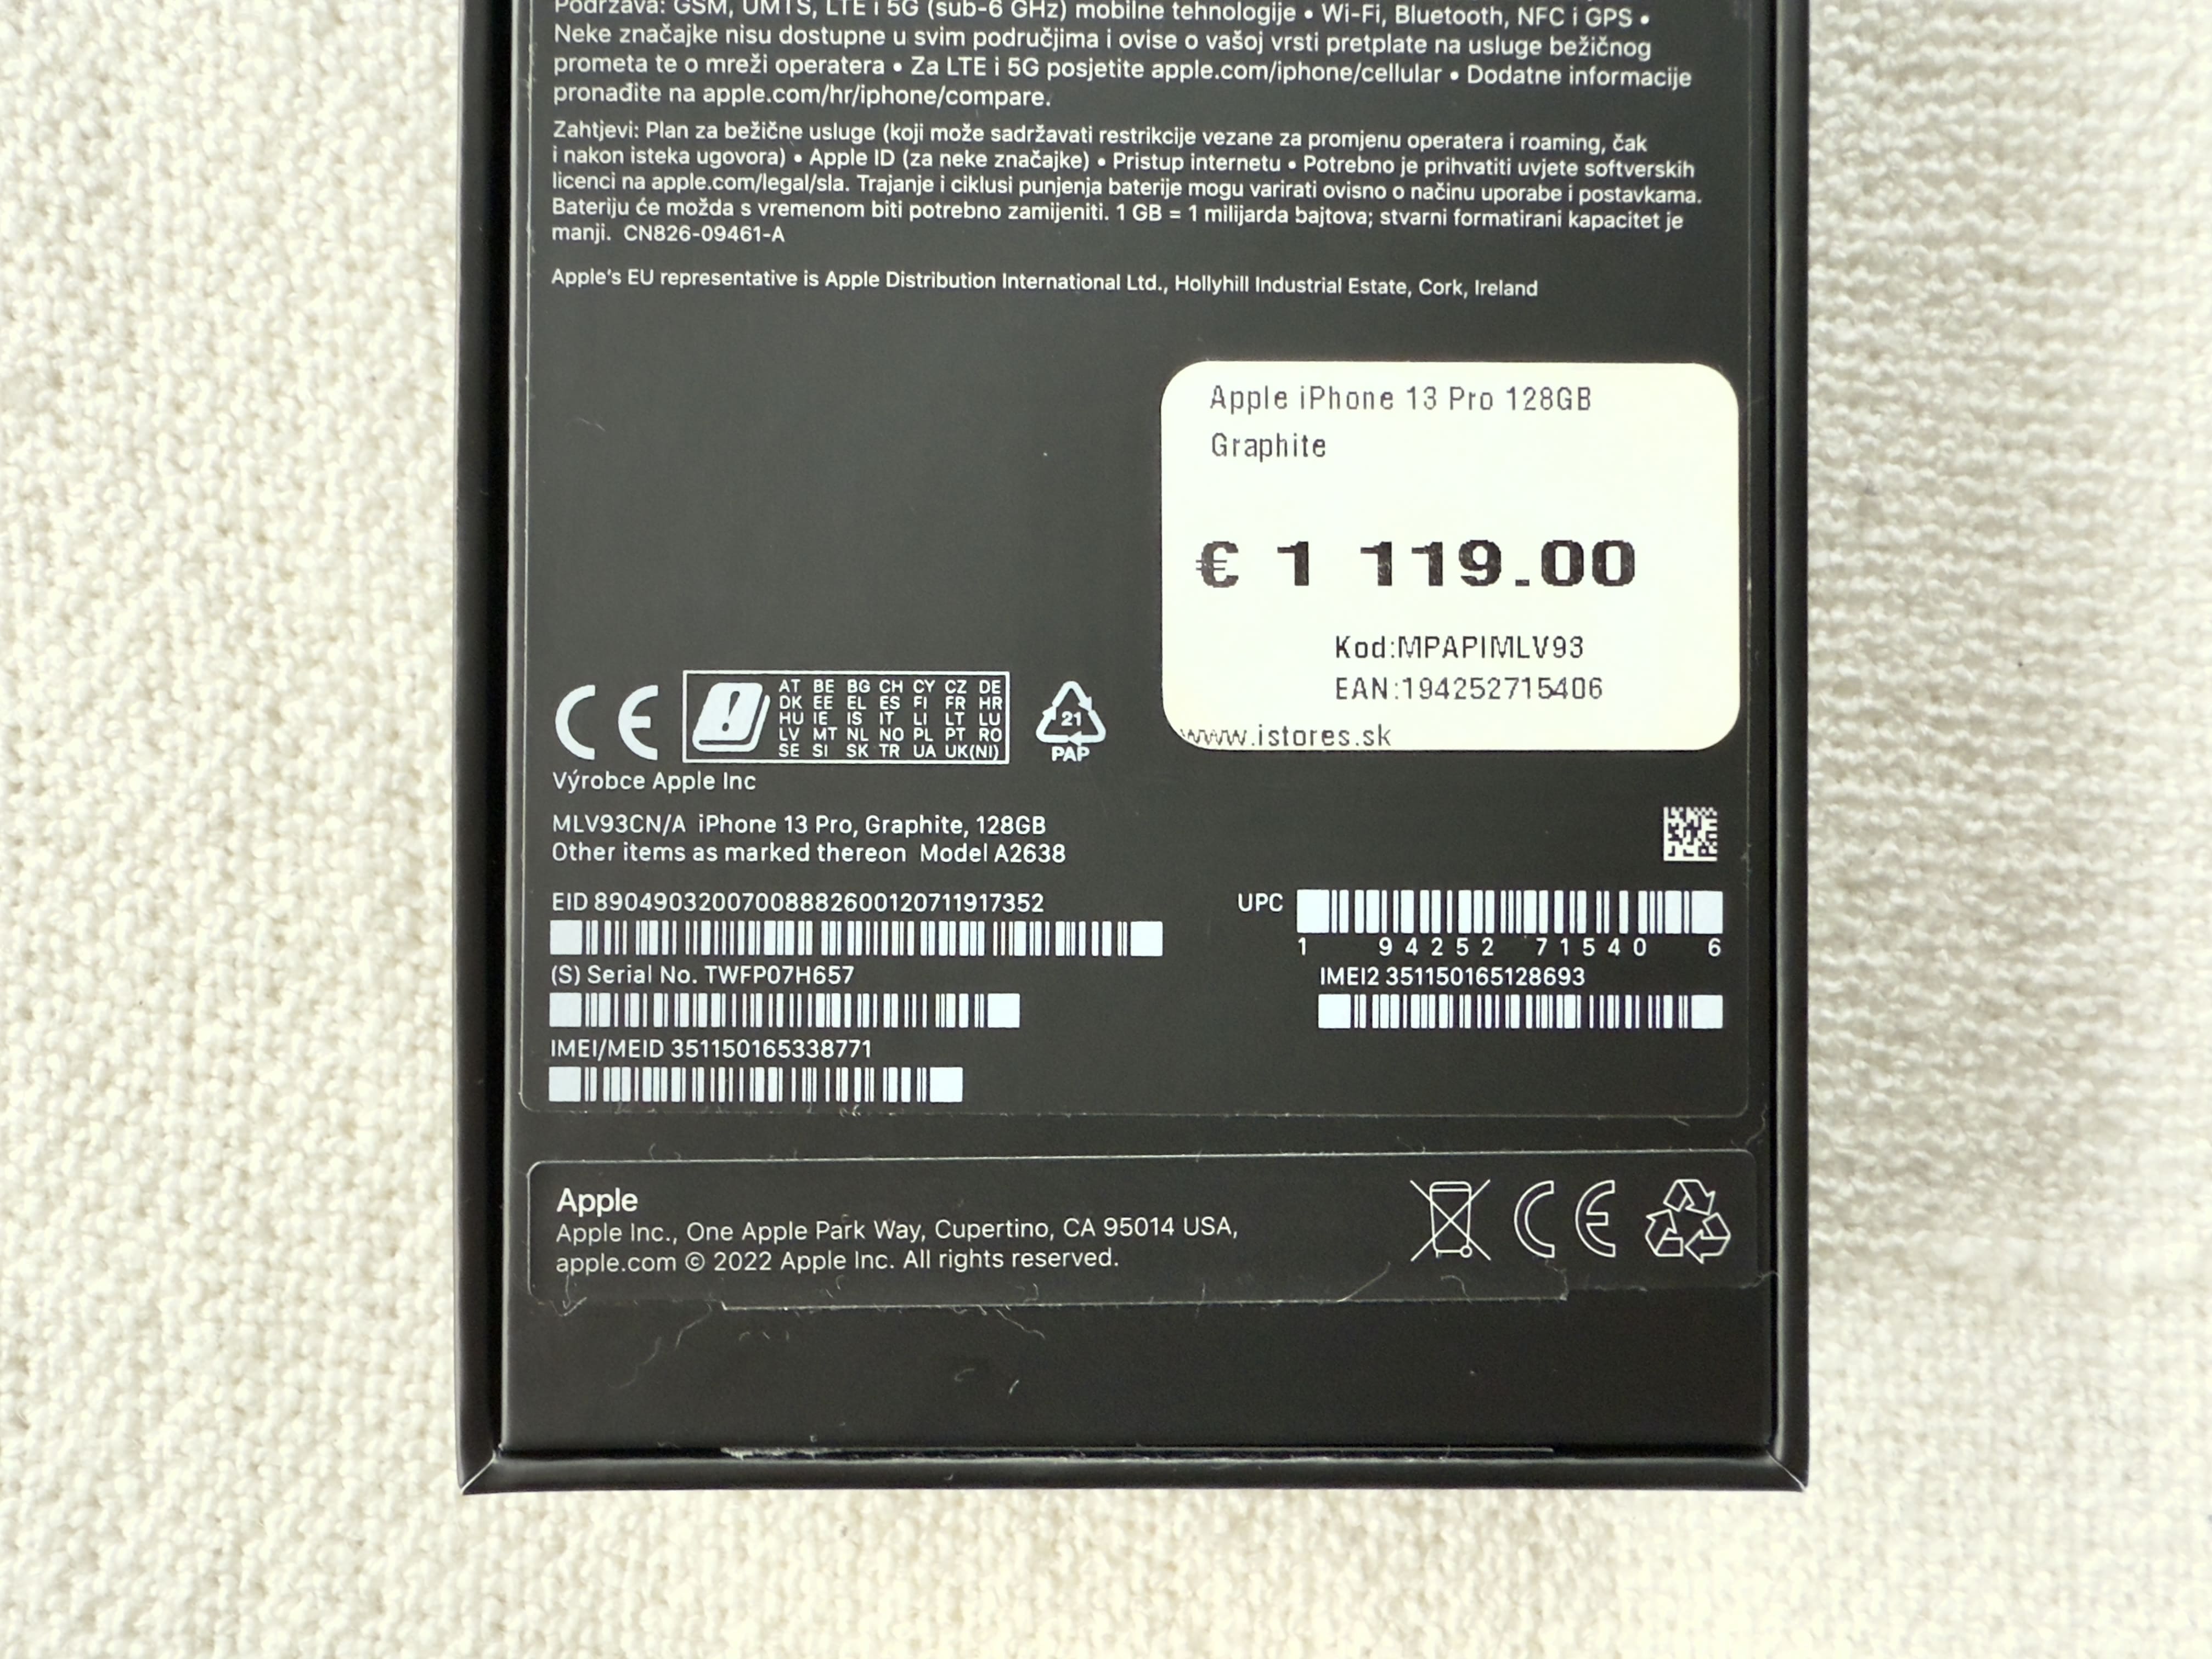 Podržava: GSM, UMTS, LTE i 5G (sub-6 GHz) mobilne tehnologije • Wi-Fi, Bluetooth, NFC i GPS •
Neke značajke nisu dostupne u svim područjima i ovise o vašoj vrsti pretplate na usluge bežičnog
prometa te o mreži operatera • Za LTE i 5G posjetite apple.com/iphone/cellular • Dodatne informacije
pronađite na apple.com/hr/iphone/compare.
Zahtjevi: Plan za bežične usluge (koji može sadržavati restrikcije vezane za promjenu operatera i roaming, čak
i nakon isteka ugovora) • Apple ID (za neke značajke) • Pristup internetu • Potrebno je prihvatiti uvjete softverskih
licenci na apple.com/legal/sla. Trajanje i ciklusi punjenja baterije mogu varirati ovisno o načinu uporabe i postavkama.
Bateriju će možda s vremenom biti potrebno zamijeniti. 1 GB = 1 milijarda bajtova; stvarni formatirani kapacitet je
manji. CN826-09461-A
Apple's EU representative is Apple Distribution International Ltd., Hollyhill Industrial Estate, Cork, Ireland
Apple iPhone 13 Pro 128GB
Graphite
€ 1 119.00
Kod:MPAPIMLV93
EAN:194252715406
www.istores.sk
CE
AT BE BG CH CY CZ DE
DK EE EL ES FI FR HR
HU IE IS IT LI LT LU
LV MT NL NO PL PT RO
SE SI SK TR UA UK(NI)
21
PAP
Výrobce Apple Inc
MLV93CN/A iPhone 13 Pro, Graphite, 128GB
Other items as marked thereon Model A2638
EID 89049032007008882600120711917352
UPC
1 94252 71540 6
(S) Serial No. TWFP07H657
IMEI2 351150165128693
IMEI/MEID 351150165338771
Apple
Apple Inc., One Apple Park Way, Cupertino, CA 95014 USA,
apple.com © 2022 Apple Inc. All rights reserved.
CE